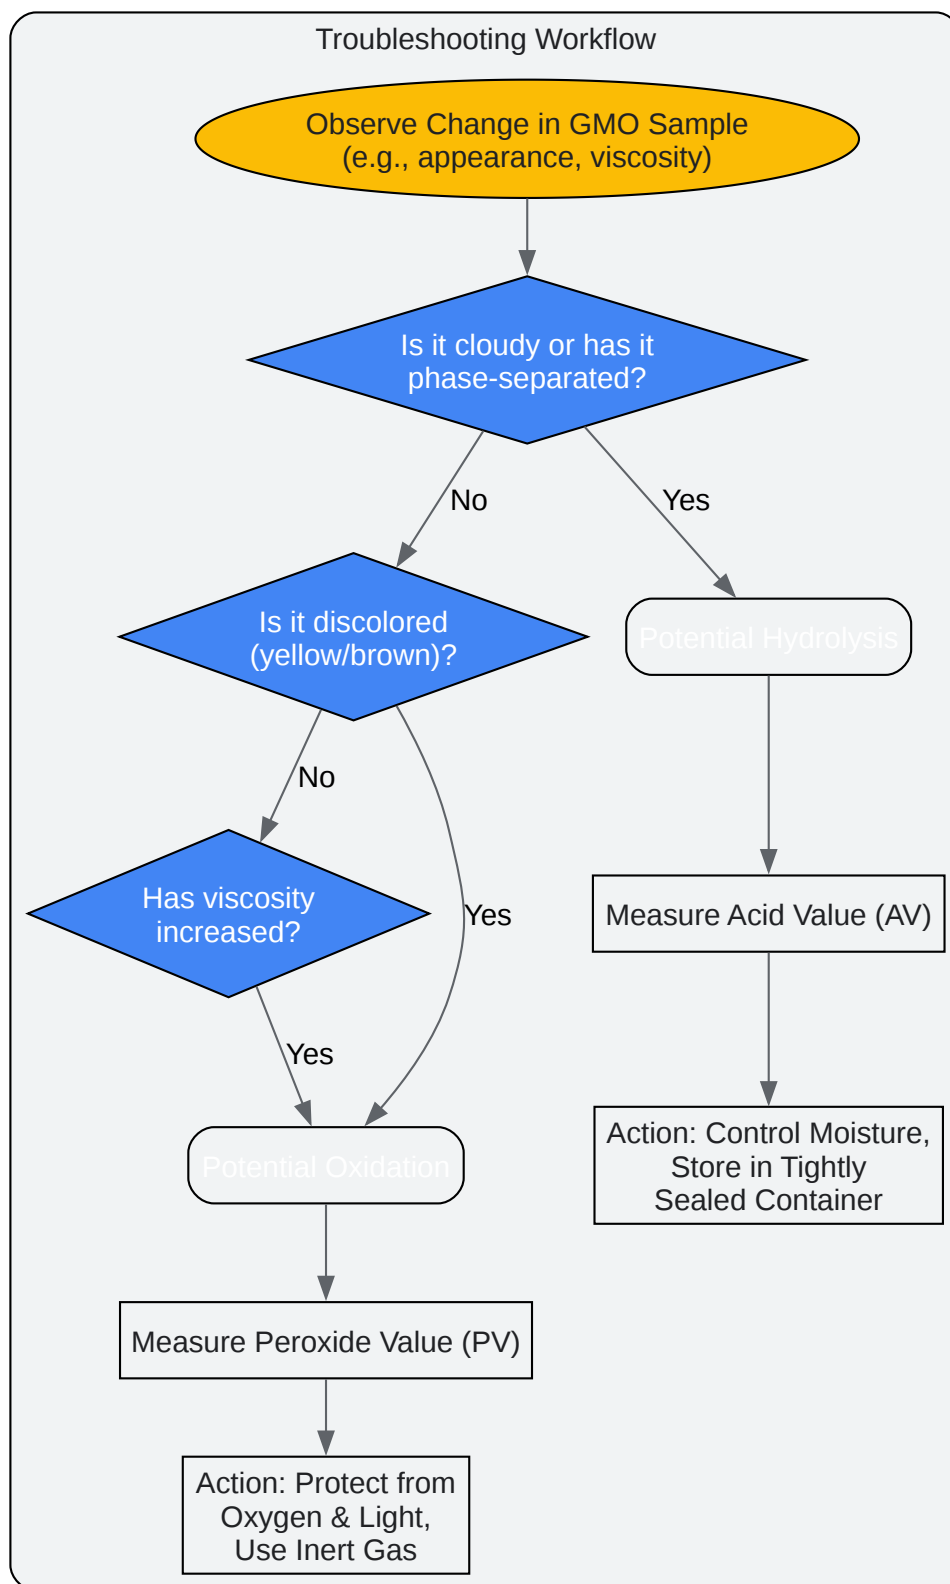 Troubleshooting Workflow
Observe Change in GMO Sample
(e.g., appearance, viscosity)
Is it cloudy or has it
phase-separated?
No
Yes
Is it discolored
(yellow/brown)?
Potential Hydrolysis
No
Has viscosity
increased?
Yes
Measure Acid Value (AV)
Yes
Potential Oxidation
Action: Control Moisture,
Store in Tightly
Sealed Container
Measure Peroxide Value (PV)
Action: Protect from
Oxygen & Light,
Use Inert Gas